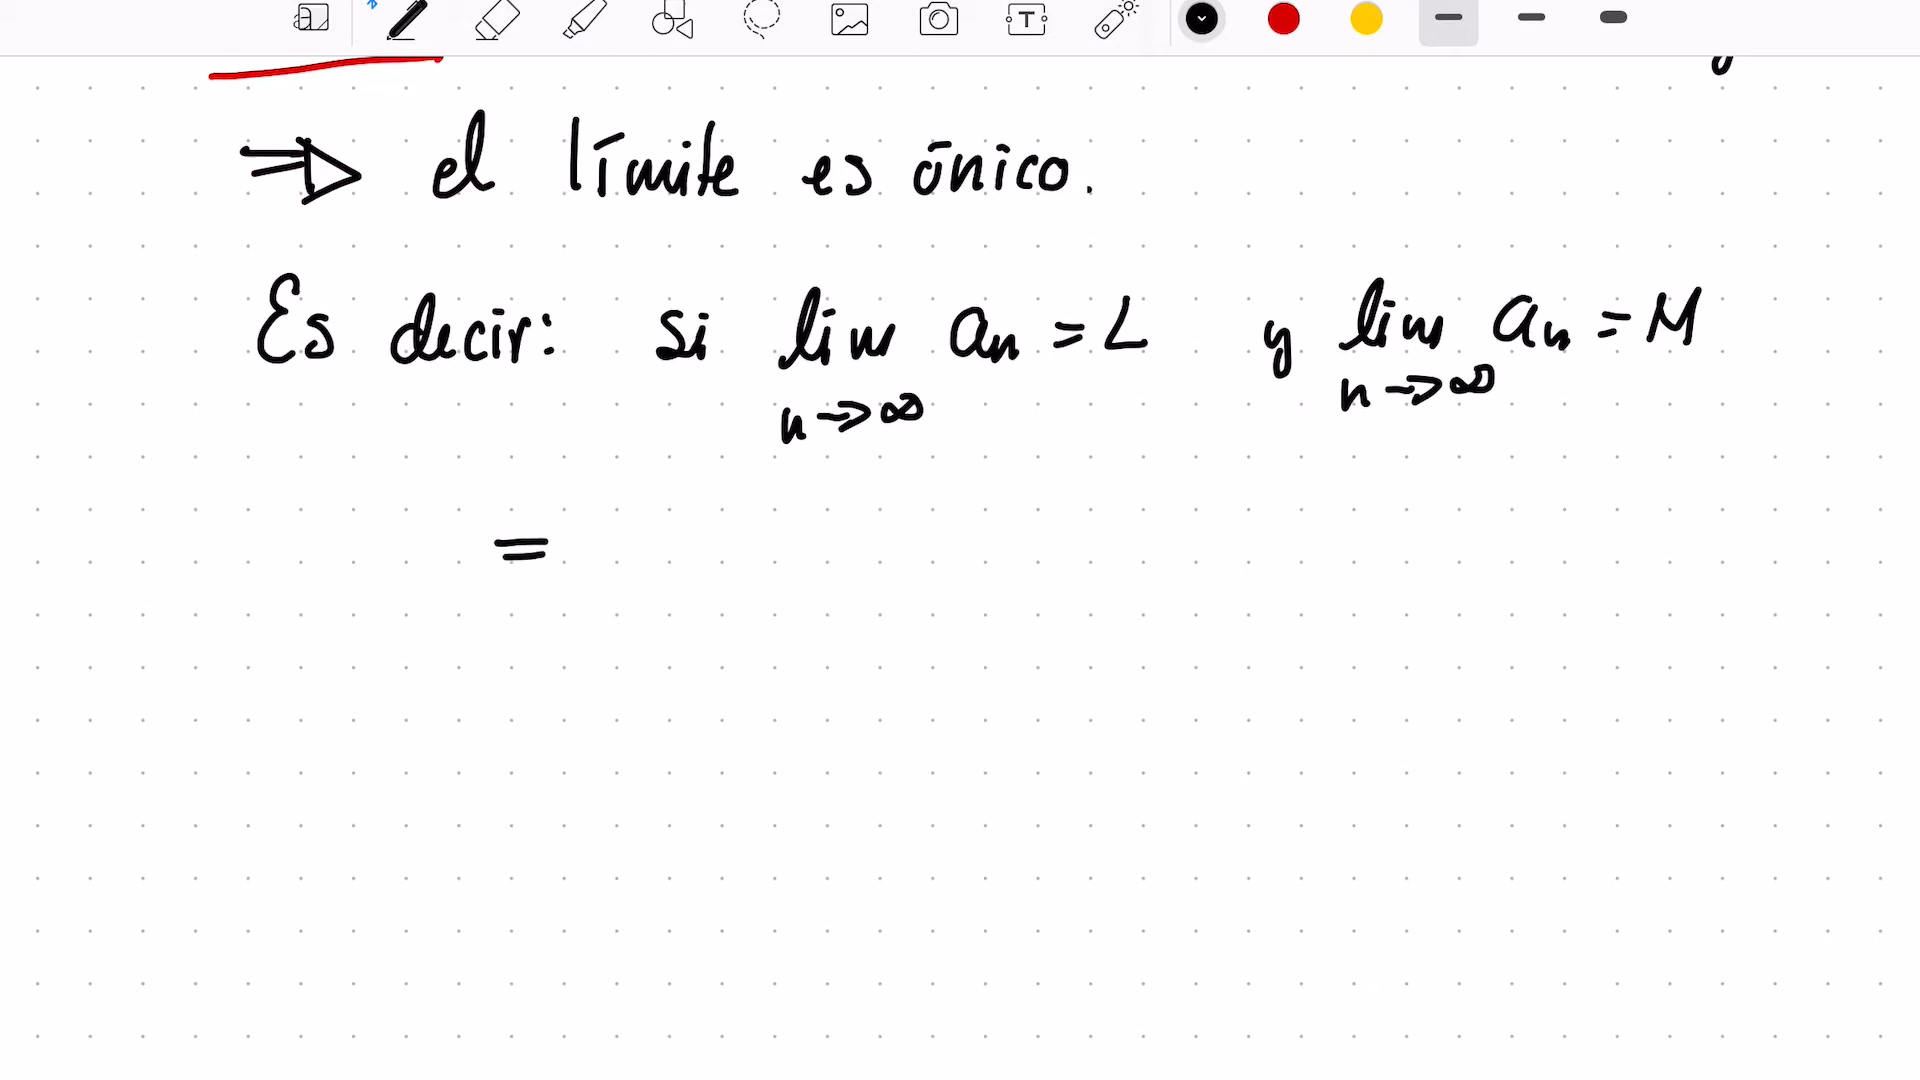 ⇒ el límite es único.
Es decir: si lim an = L y lim an = M
n → ∞ n → ∞
=